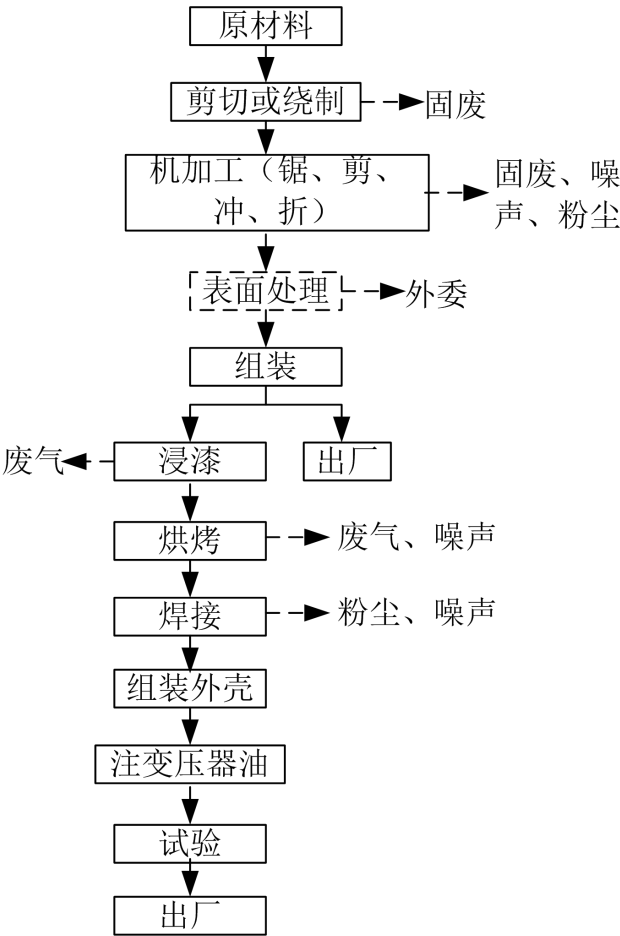 原材料
剪切或绕制
固废
机加工（锯、剪、
冲、折）
固废、噪
声、粉尘
表面处理
外委
组装
废气
浸漆
出厂
烘烤
废气、噪声
焊接
粉尘、噪声
组装外壳
注变压器油
试验
出厂